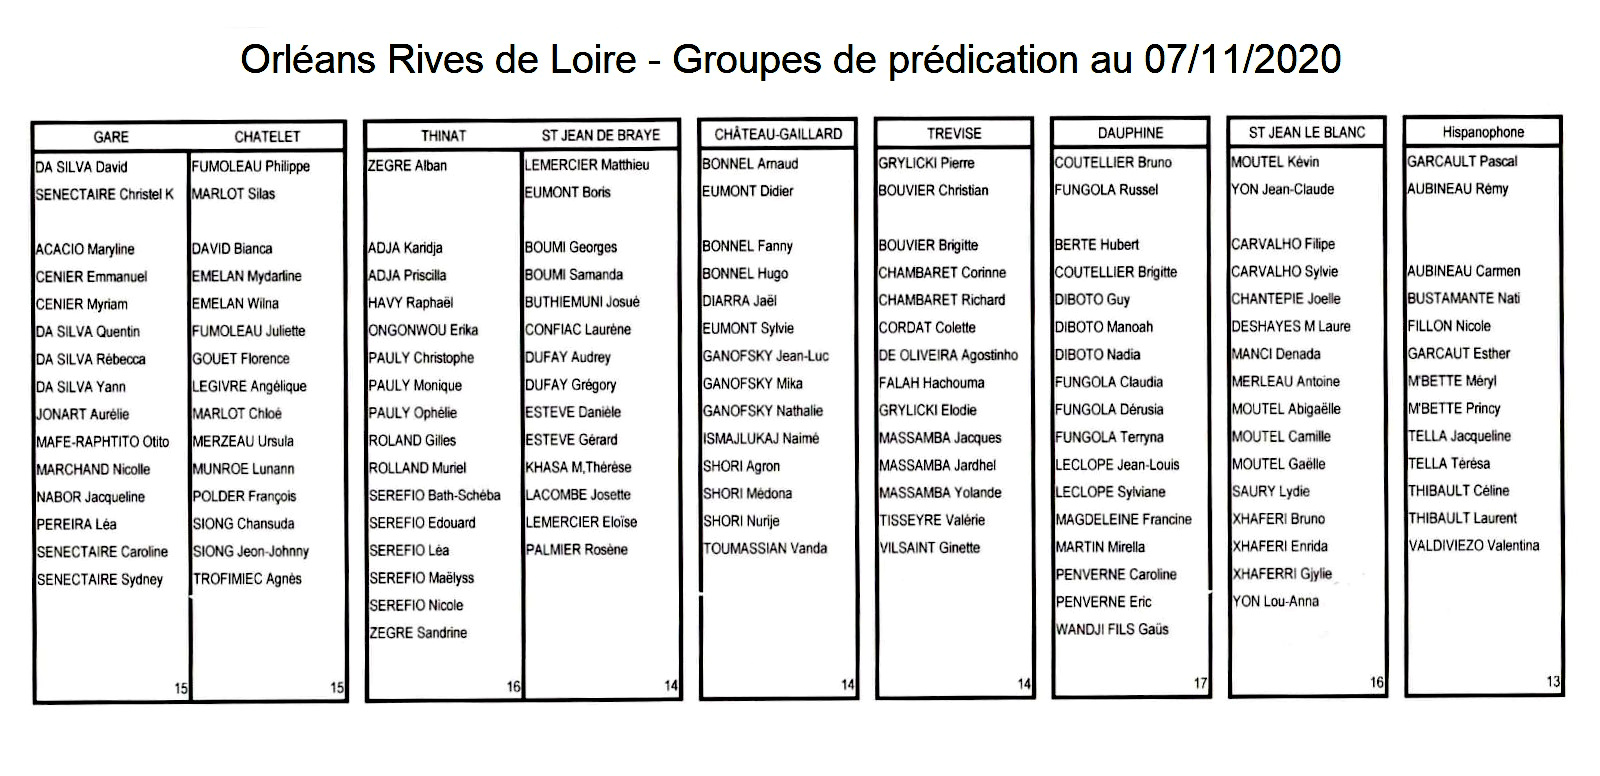 Orléans Rives de Loire - Groupes de prédication au 07/11/2020
GARE
DA SILVA David
SENECTAIRE Christel K
ACACIO Maryline
CENIER Emmanuel
CENIER Myriam
DA SILVA Quentin
DA SILVA Rébecca
DA SILVA Yann
JONART Aurélie
MAFE-RAPHTITO Otito
MARCHAND Nicolle
NABOR Jacqueline
PEREIRA Léa
SENECTAIRE Caroline
SENECTAIRE Sydney
15
CHATELET
FUMOLEAU Philippe
MARLOT Silas
DAVID Bianca
EMELAN Mydarline
EMELAN Wilna
FUMOLEAU Juliette
GOUET Florence
LEGIVRE Angélique
MARLOT Chloé
MERZEAU Ursula
MUNROE Lunann
POLDER François
SIONG Chansuda
SIONG Jeon-Johnny
TROFIMIEC Agnès
15
THINAT
ZEGRE Alban
ADJA Karidja
ADJA Priscilla
HAVY Raphaël
ONGONWOU Erika
PAULY Christophe
PAULY Monique
PAULY Ophélie
ROLAND Gilles
ROLLAND Muriel
SEREFIO Bath-Schéba
SEREFIO Edouard
SEREFIO Léa
SEREFIO Maëlyss
SEREFIO Nicole
ZEGRE Sandrine
16
ST JEAN DE BRAYE
LEMERCIER Matthieu
EUMONT Boris
BOUMI Georges
BOUMI Samanda
BUTHIEMUNI Josué
CONFIAC Laurène
DUFAY Audrey
DUFAY Grégory
ESTEVE Danièle
ESTEVE Gérard
KHASA M,Thérèse
LACOMBE Josette
LEMERCIER Eloïse
PALMIER Rosène
14
CHÂTEAU-GAILLARD
BONNEL Arnaud
EUMONT Didier
BONNEL Fanny
BONNEL Hugo
DIARRA Jaël
EUMONT Sylvie
GANOFSKY Jean-Luc
GANOFSKY Mika
GANOFSKY Nathalie
ISMAJLUKAJ Naimé
SHORI Agron
SHORI Médona
SHORI Nurije
TOUMASSIAN Vanda
14
TREVISE
GRYLICKI Pierre
BOUVIER Christian
BOUVIER Brigitte
CHAMBARET Corinne
CHAMBARET Richard
CORDAT Colette
DE OLIVEIRA Agostinho
FALAH Hachouma
GRYLICKI Elodie
MASSAMBA Jacques
MASSAMBA Jardhel
MASSAMBA Yolande
TISSEYRE Valérie
VILSAINT Ginette
14
DAUPHINE
COUTELLIER Bruno
FUNGOLA Russel
BERTE Hubert
COUTELLIER Brigitte
DIBOTO Guy
DIBOTO Manoah
DIBOTO Nadia
FUNGOLA Claudia
FUNGOLA Dérusia
FUNGOLA Terryna
LECLOPE Jean-Louis
LECLOPE Sylviane
MAGDELEINE Francine
MARTIN Mirella
PENVERNE Caroline
PENVERNE Eric
WANDJI FILS Gaüs
17
ST JEAN LE BLANC
MOUTEL Kévin
YON Jean-Claude
CARVALHO Filipe
CARVALHO Sylvie
CHANTEPIE Joelle
DESHAYES M Laure
MANCI Denada
MERLEAU Antoine
MOUTEL Abigaëlle
MOUTEL Camille
MOUTEL Gaëlle
SAURY Lydie
XHAFERI Bruno
XHAFERI Enrida
XHAFERRI Gjylie
YON Lou-Anna
16
Hispanophone
GARCAULT Pascal
AUBINEAU Rémy
AUBINEAU Carmen
BUSTAMANTE Nati
FILLON Nicole
GARCAUT Esther
M'BETTE Méryl
M'BETTE Princy
TELLA Jacqueline
TELLA Térésa
THIBAULT Céline
THIBAULT Laurent
VALDIVIEZO Valentina
13